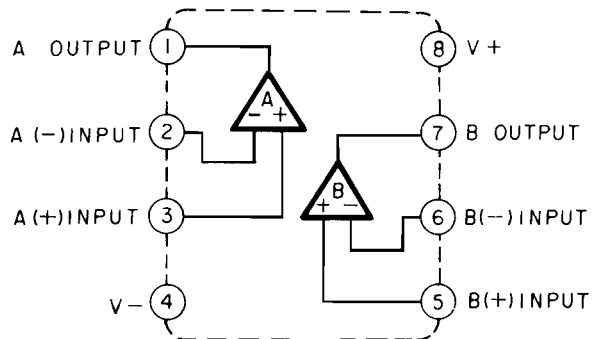 A OUTPUT 1
8 V+
A
- +
A(-)INPUT 2
7 B OUTPUT
B
+ -
A(+)INPUT 3
6 B(-)INPUT
V- 4
5 B(+)INPUT